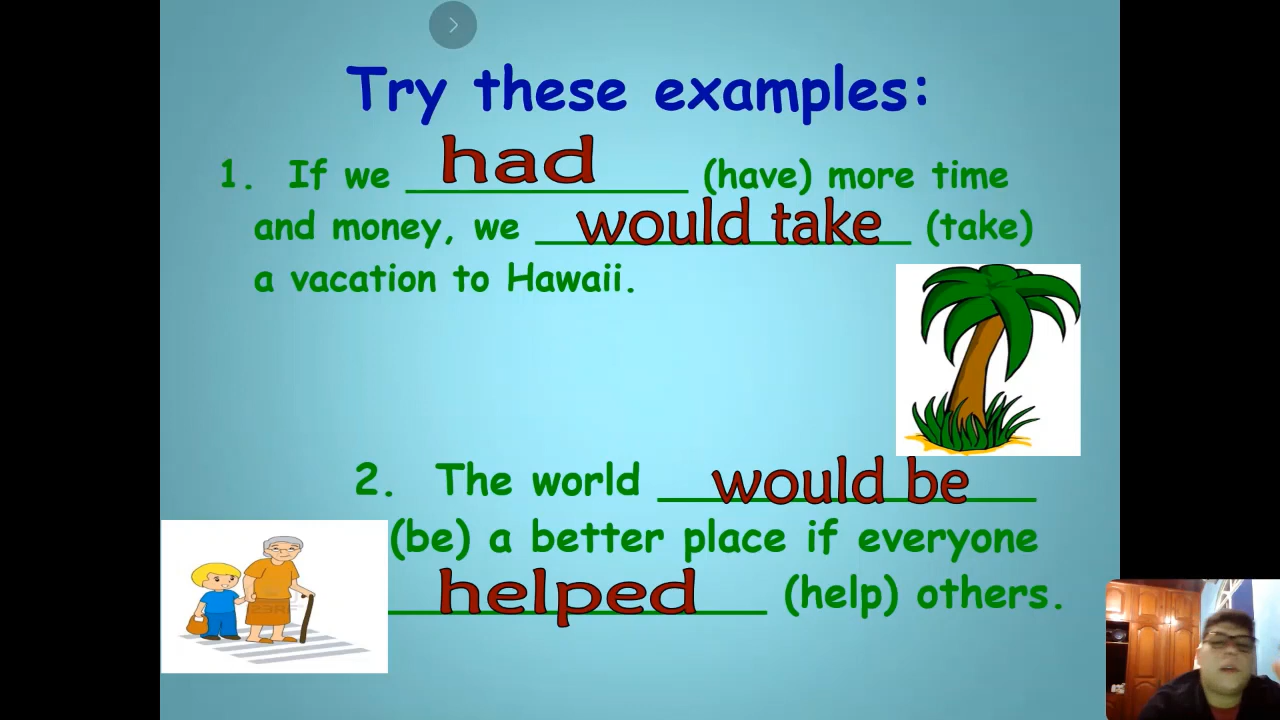 Try these examples:
1. If we had (have) more time
and money, we would take (take)
a vacation to Hawaii.
2. The world would be
(be) a better place if everyone
helped (help) others.